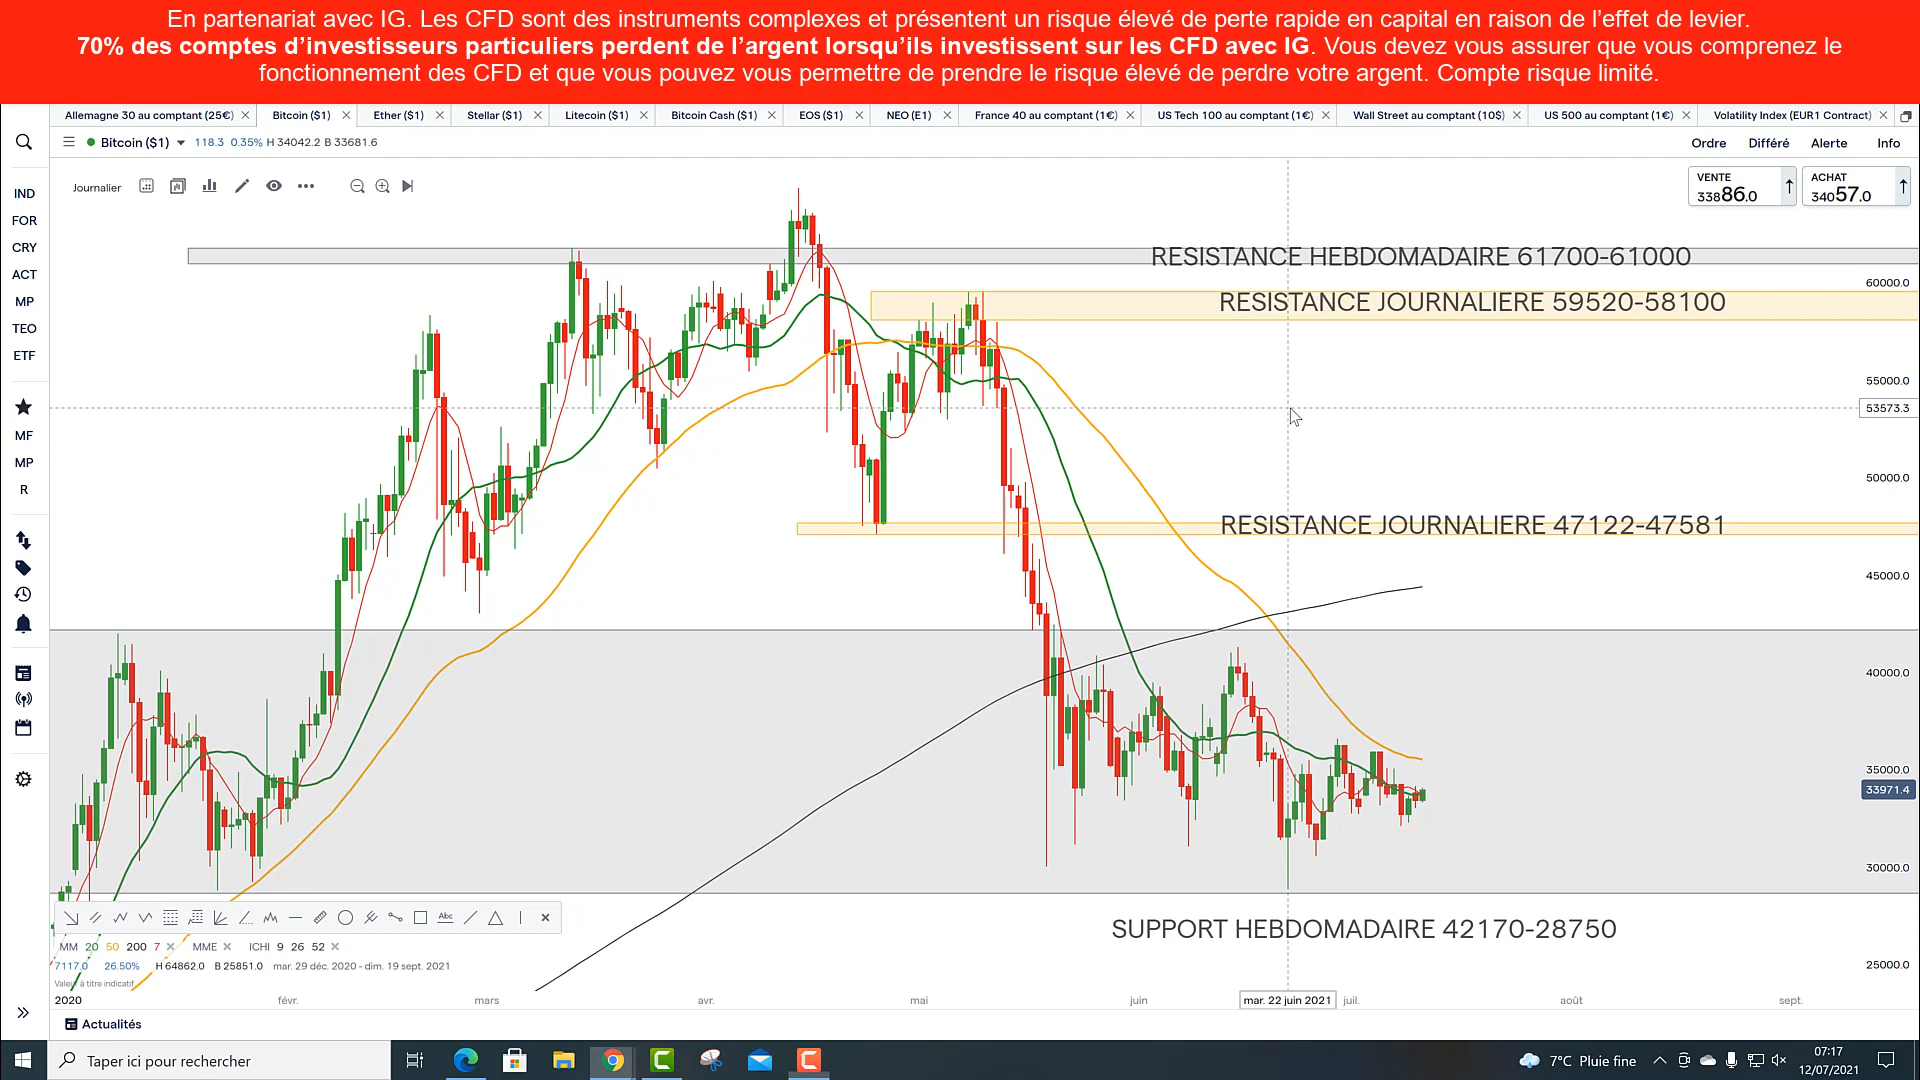 En partenariat avec IG. Les CFD sont des instruments complexes et présentent un risque élevé de perte rapide en capital en raison de l’effet de levier.
70% des comptes d’investisseurs particuliers perdent de l’argent lorsqu’ils investissent sur les CFD avec IG. Vous devez vous assurer que vous comprenez le
fonctionnement des CFD et que vous pouvez vous permettre de prendre le risque élevé de perdre votre argent. Compte risque limité.
Allemagne 30 au comptant (25€) Bitcoin ($1) Ether ($1) Stellar ($1) Litecoin ($1) Bitcoin Cash ($1) EOS ($1) NEO (E1) France 40 au comptant (1€) US Tech 100 au comptant (1€) Wall Street au comptant (10$) US 500 au comptant (1€) Volatility Index (EUR1 Contract)
Bitcoin ($1) 118.3 0.35% H 34042.2 B 33681.6
Ordre Différé Alerte Info
Journalier
VENTE
33886.0
ACHAT
34057.0
IND
FOR
CRY
ACT
MP
TEO
ETF
MF
MP
R
RESISTANCE HEBDOMADAIRE 61700-61000
60000.0
RESISTANCE JOURNALIERE 59520-58100
55000.0
53573.3
50000.0
RESISTANCE JOURNALIERE 47122-47581
45000.0
40000.0
35000.0
33971.4
30000.0
SUPPORT HEBDOMADAIRE 42170-28750
25000.0
Abc
MM 20 50 200 7 MME ICHI 9 26 52
7117.0 26.50% H 64862.0 B 25851.0 mar. 29 déc. 2020 - dim. 19 sept. 2021
Valeur à titre indicatif
2020 févr. mars avr. mai juin mar. 22 juin 2021 juil. août sept.
Actualités
Taper ici pour rechercher
7°C Pluie fine
07:17
12/07/2021